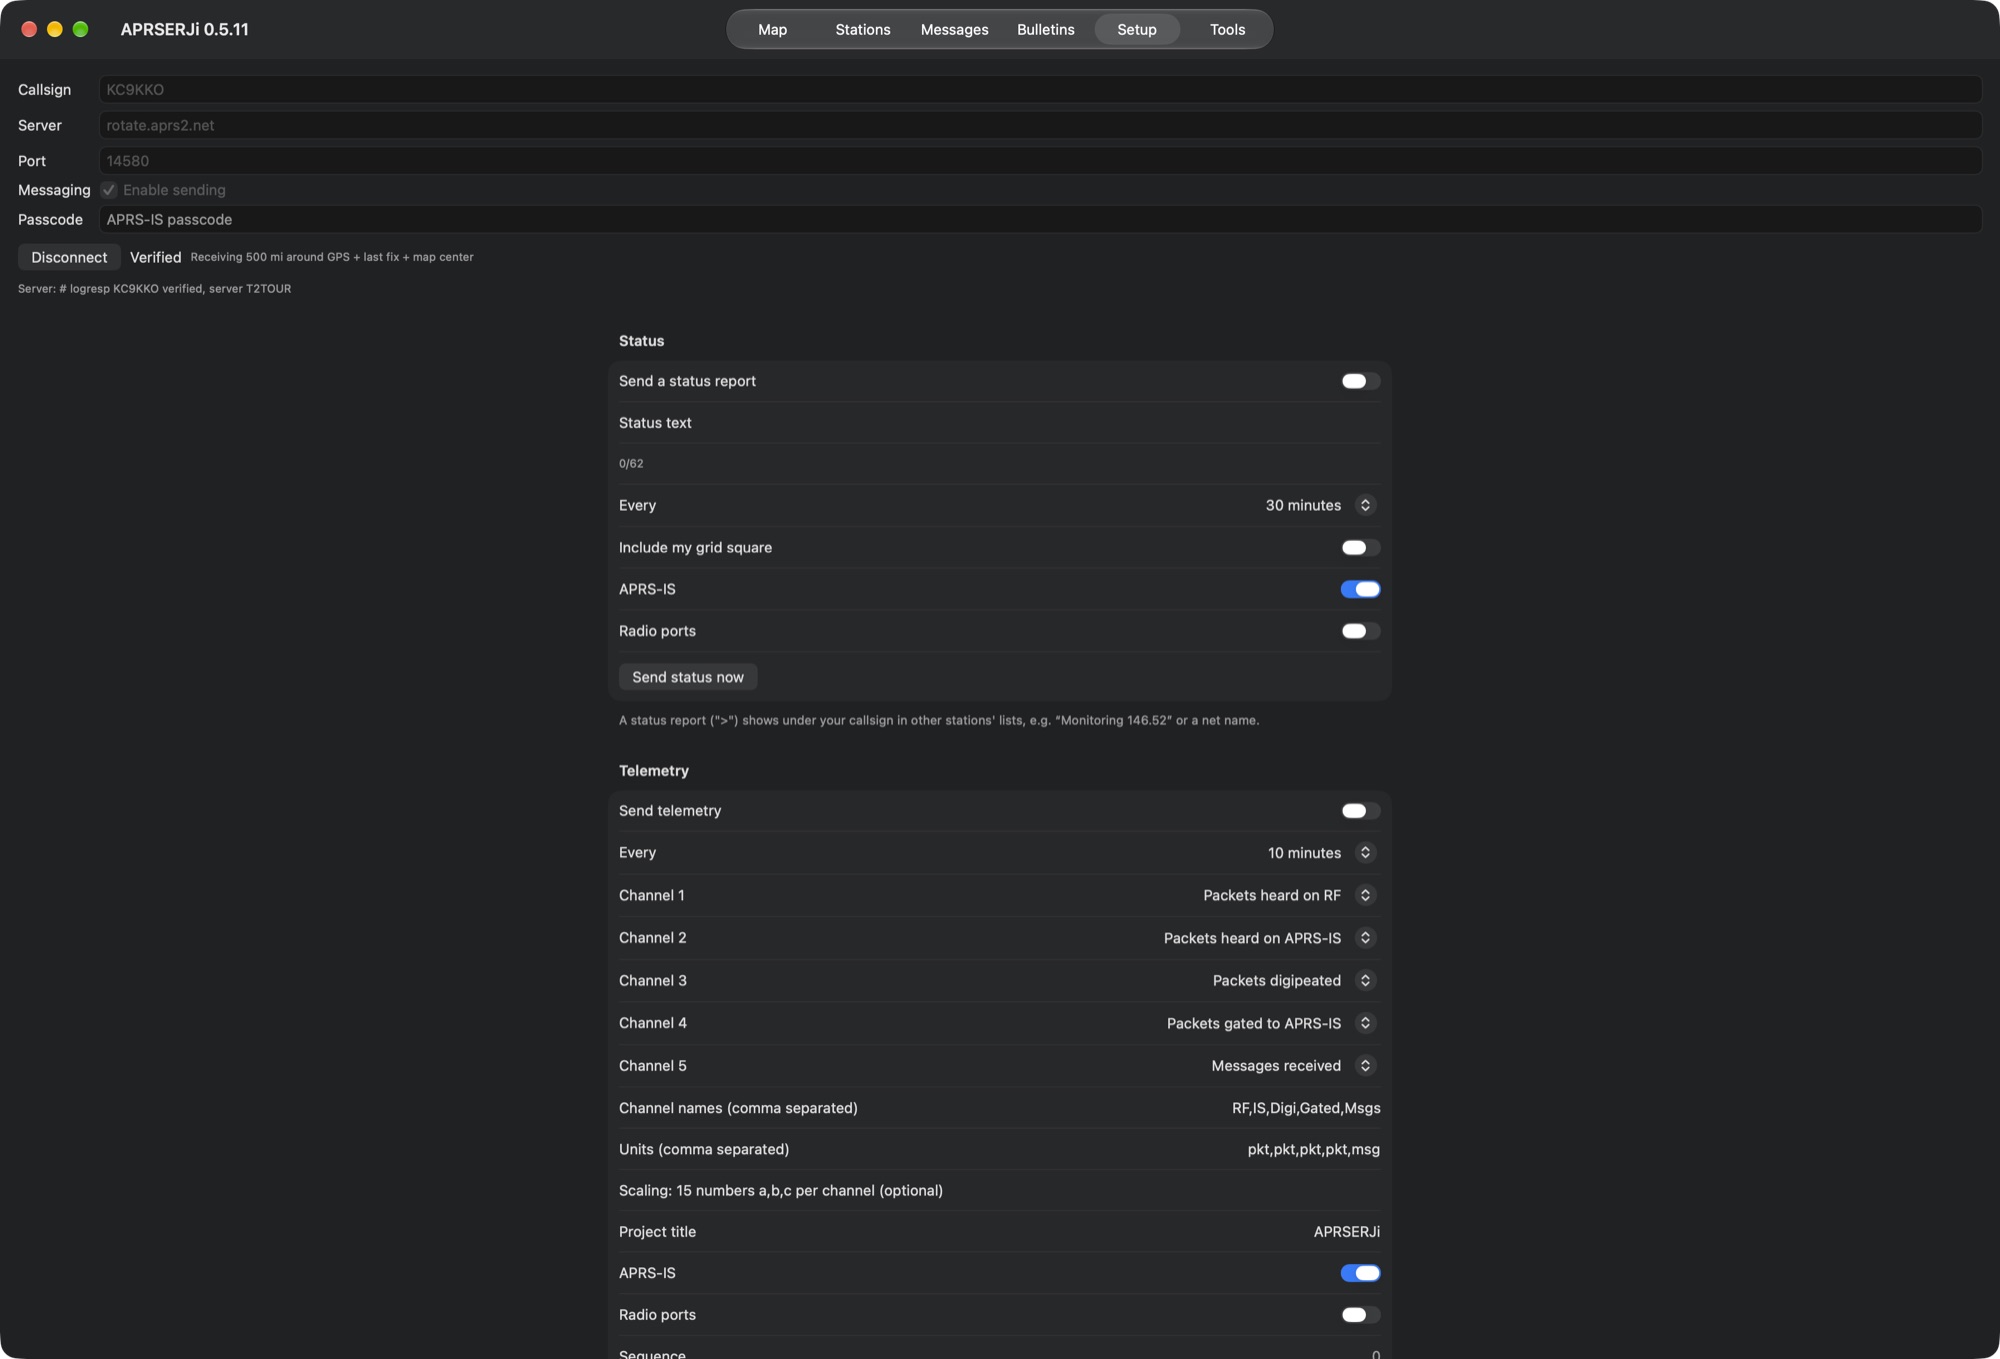 APRSERJi 0.5.11
Map Stations Messages Bulletins Setup Tools
Callsign KC9KKO
Server rotate.aprs2.net
Port 14580
Messaging Enable sending
Passcode APRS-IS passcode
Disconnect Verified Receiving 500 mi around GPS + last fix + map center
Server: # logresp KC9KKO verified, server T2TOUR
Status
Send a status report
Status text
0/62
Every 30 minutes
Include my grid square
APRS-IS
Radio ports
Send status now
A status report (">") shows under your callsign in other stations' lists, e.g. "Monitoring 146.52" or a net name.
Telemetry
Send telemetry
Every 10 minutes
Channel 1 Packets heard on RF
Channel 2 Packets heard on APRS-IS
Channel 3 Packets digipeated
Channel 4 Packets gated to APRS-IS
Channel 5 Messages received
Channel names (comma separated) RF,IS,Digi,Gated,Msgs
Units (comma separated) pkt,pkt,pkt,pkt,msg
Scaling: 15 numbers a,b,c per channel (optional)
Project title APRSERJi
APRS-IS
Radio ports
Sequence 0